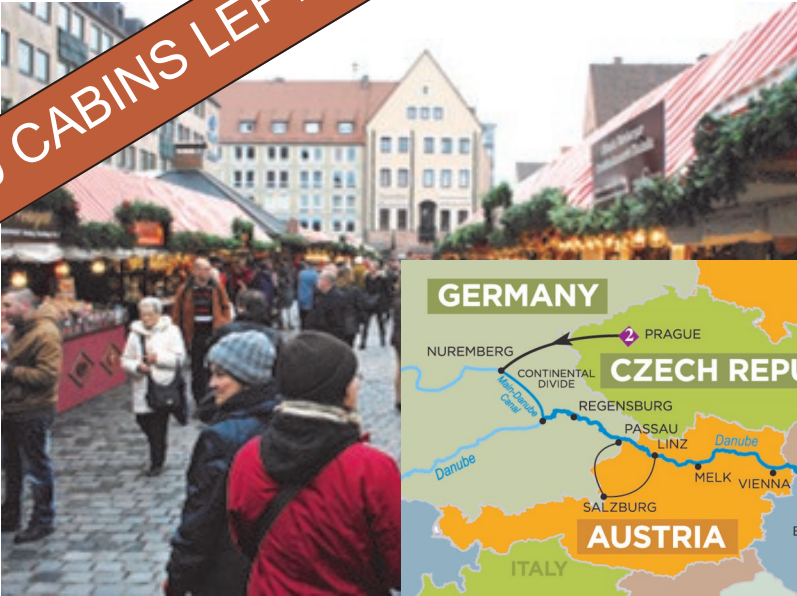 CABINS LEF
GERMANY
2 PRAGUE
NUREMBERG
CONTINENTAL
DIVIDE
CZECH REPU
Main-Danube
Canal
REGENSBURG
PASSAU
LINZ
Danube
Danube
MELK
VIENNA
SALZBURG
AUSTRIA
ITALY